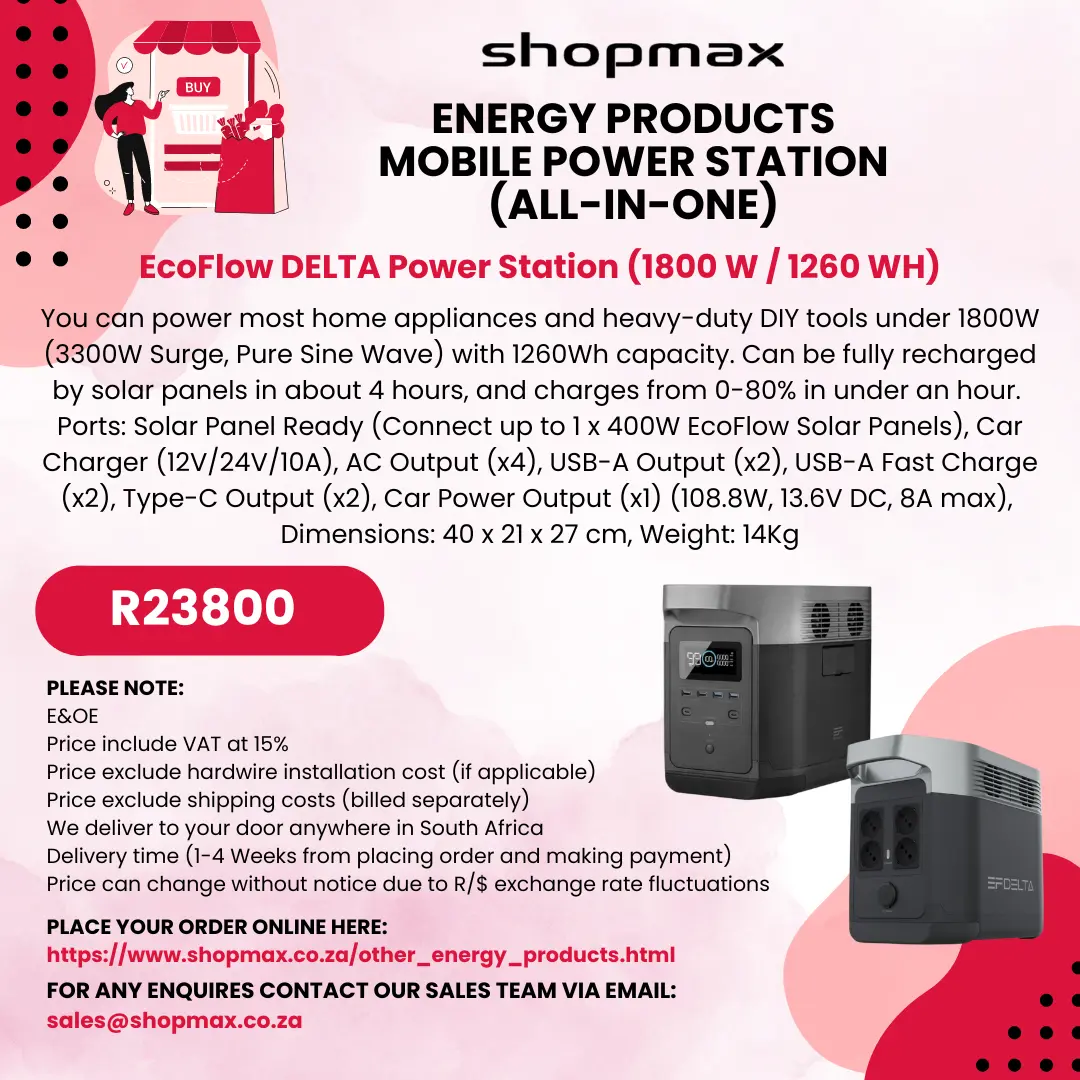 BUY
shopmax
ENERGY PRODUCTS
MOBILE POWER STATION
(ALL-IN-ONE)
EcoFlow DELTA Power Station (1800 W / 1260 WH)
You can power most home appliances and heavy-duty DIY tools under 1800W
(3300W Surge, Pure Sine Wave) with 1260Wh capacity. Can be fully recharged
by solar panels in about 4 hours, and charges from 0-80% in under an hour.
Ports: Solar Panel Ready (Connect up to 1 x 400W EcoFlow Solar Panels), Car
Charger (12V/24V/10A), AC Output (x4), USB-A Output (x2), USB-A Fast Charge
(x2), Type-C Output (x2), Car Power Output (x1) (108.8W, 13.6V DC, 8A max),
Dimensions: 40 x 21 x 27 cm, Weight: 14Kg
R23800
PLEASE NOTE:
E&OE
Price include VAT at 15%
Price exclude hardwire installation cost (if applicable)
Price exclude shipping costs (billed separately)
We deliver to your door anywhere in South Africa
Delivery time (1-4 Weeks from placing order and making payment)
Price can change without notice due to R/$ exchange rate fluctuations
EFDELTA
PLACE YOUR ORDER ONLINE HERE:
https://www.shopmax.co.za/other_energy_products.html
FOR ANY ENQUIRES CONTACT OUR SALES TEAM VIA EMAIL:
sales@shopmax.co.za